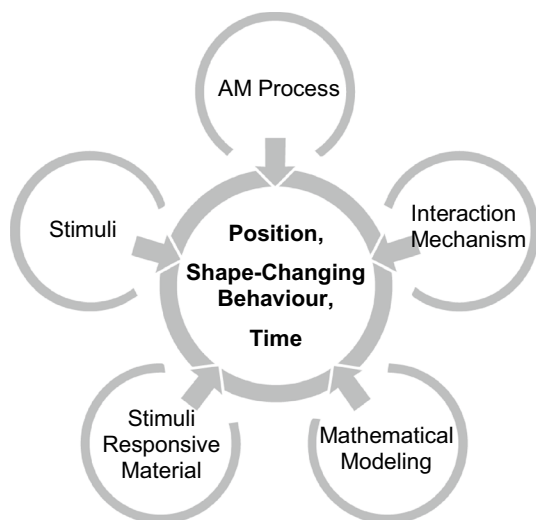 AM Process
Stimuli
Interaction
Mechanism
Position,
Shape-Changing
Behaviour,
Time
Stimuli
Responsive
Material
Mathematical
Modeling